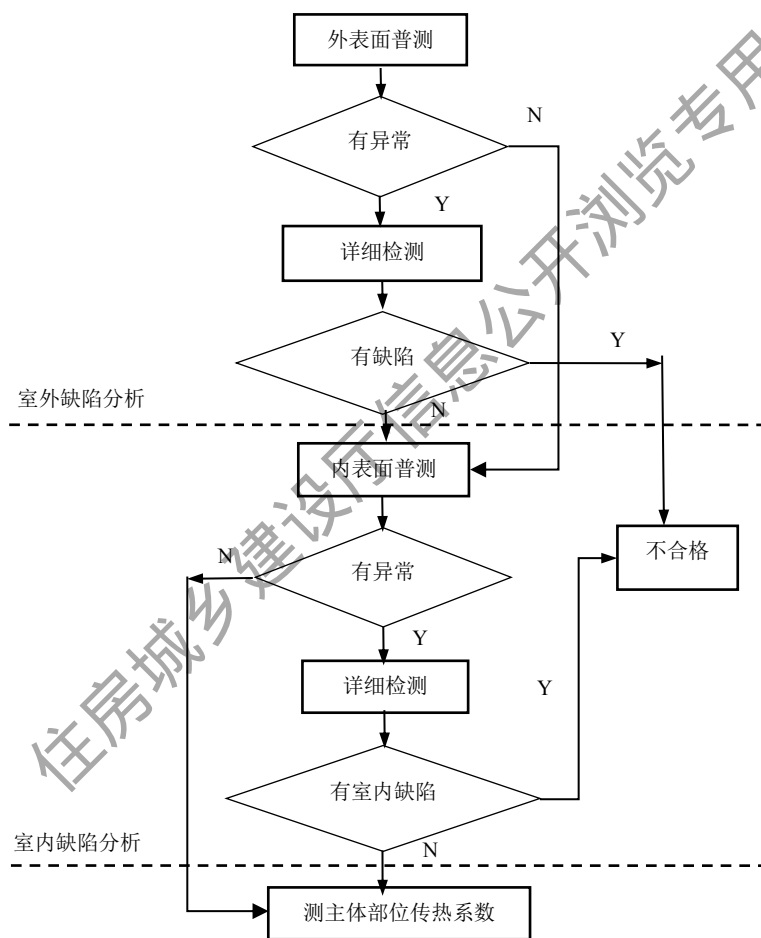 外表面普测
有异常
N
Y
详细检测
有缺陷
Y
室外缺陷分析
N
内表面普测
有异常
N
不合格
Y
详细检测
Y
有室内缺陷
室内缺陷分析
N
测主体部位传热系数
住房城乡建设厅信息公开浏览专用